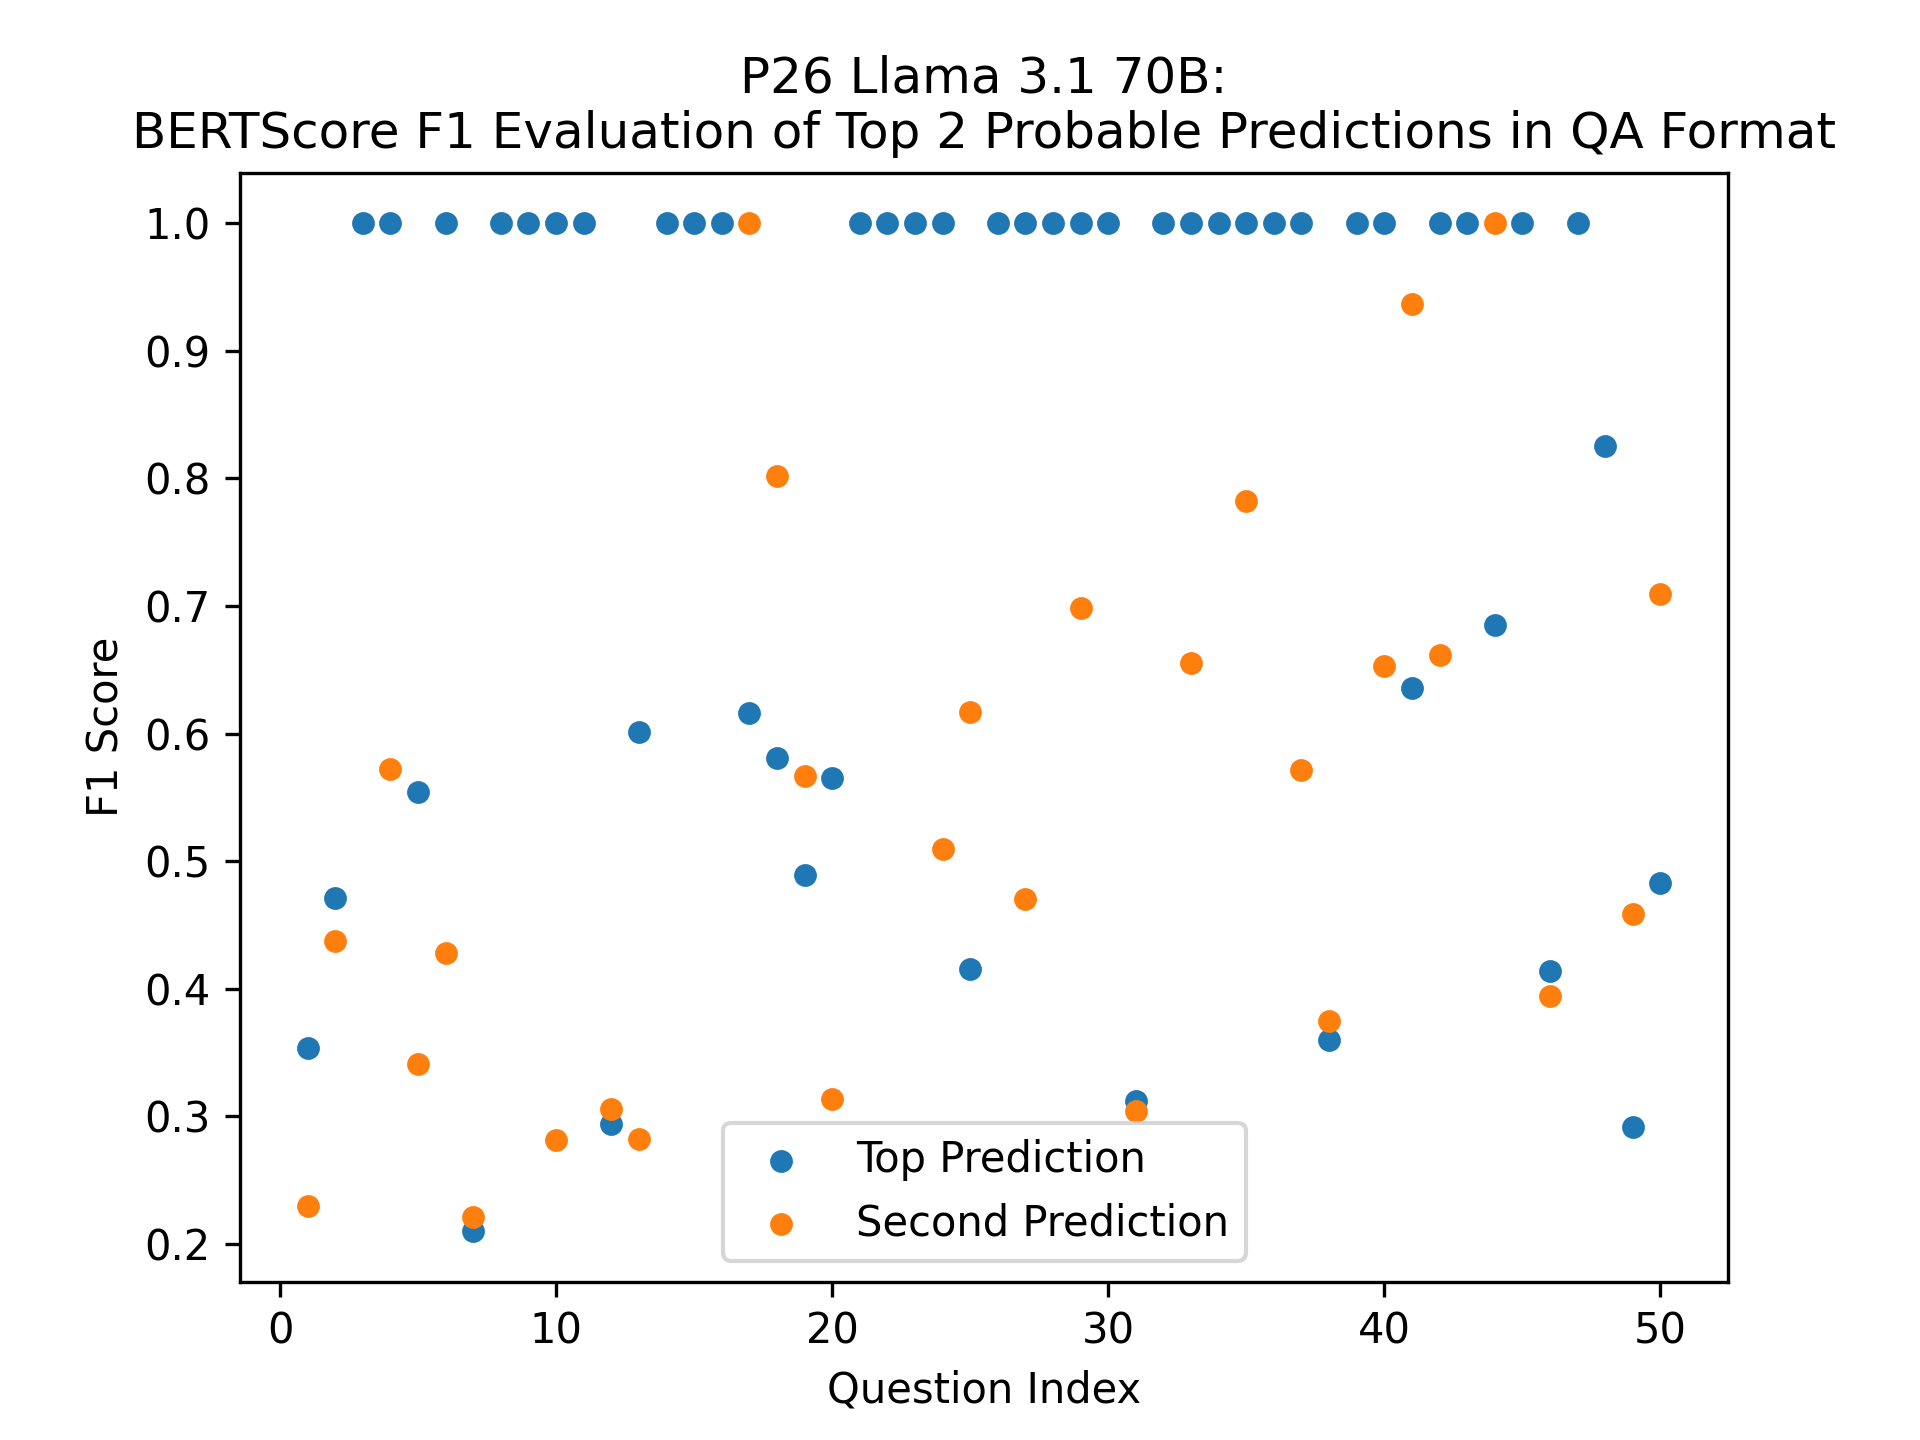 P26 Llama 3.1 70B:
BERTScore F1 Evaluation of Top 2 Probable Predictions in QA Format
1.0
0.9
0.8
0.7
0.6
0.5
0.4
0.3
0.2
F1 Score
Top Prediction
Second Prediction
0 10 20 30 40 50
Question Index